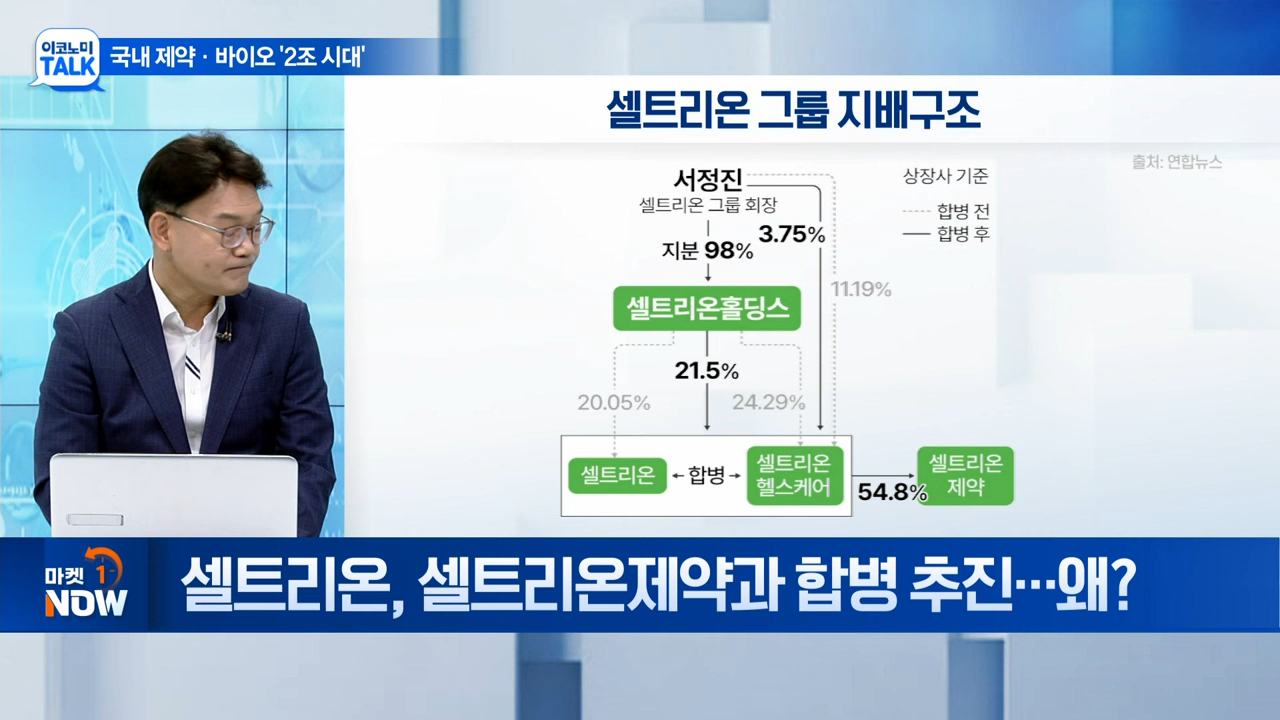 이코노미
TALK
국내 제약·바이오 '2조 시대'
셀트리온 그룹 지배구조
출처: 연합뉴스
상장사 기준
합병 전
합병 후
서정진
셀트리온 그룹 회장
3.75%
지분 98%
11.19%
셀트리온홀딩스
21.5%
20.05%
24.29%
셀트리온
합병
셀트리온
헬스케어
54.8%
셀트리온
제약
마켓 1
NOW
셀트리온, 셀트리온제약과 합병 추진…왜?